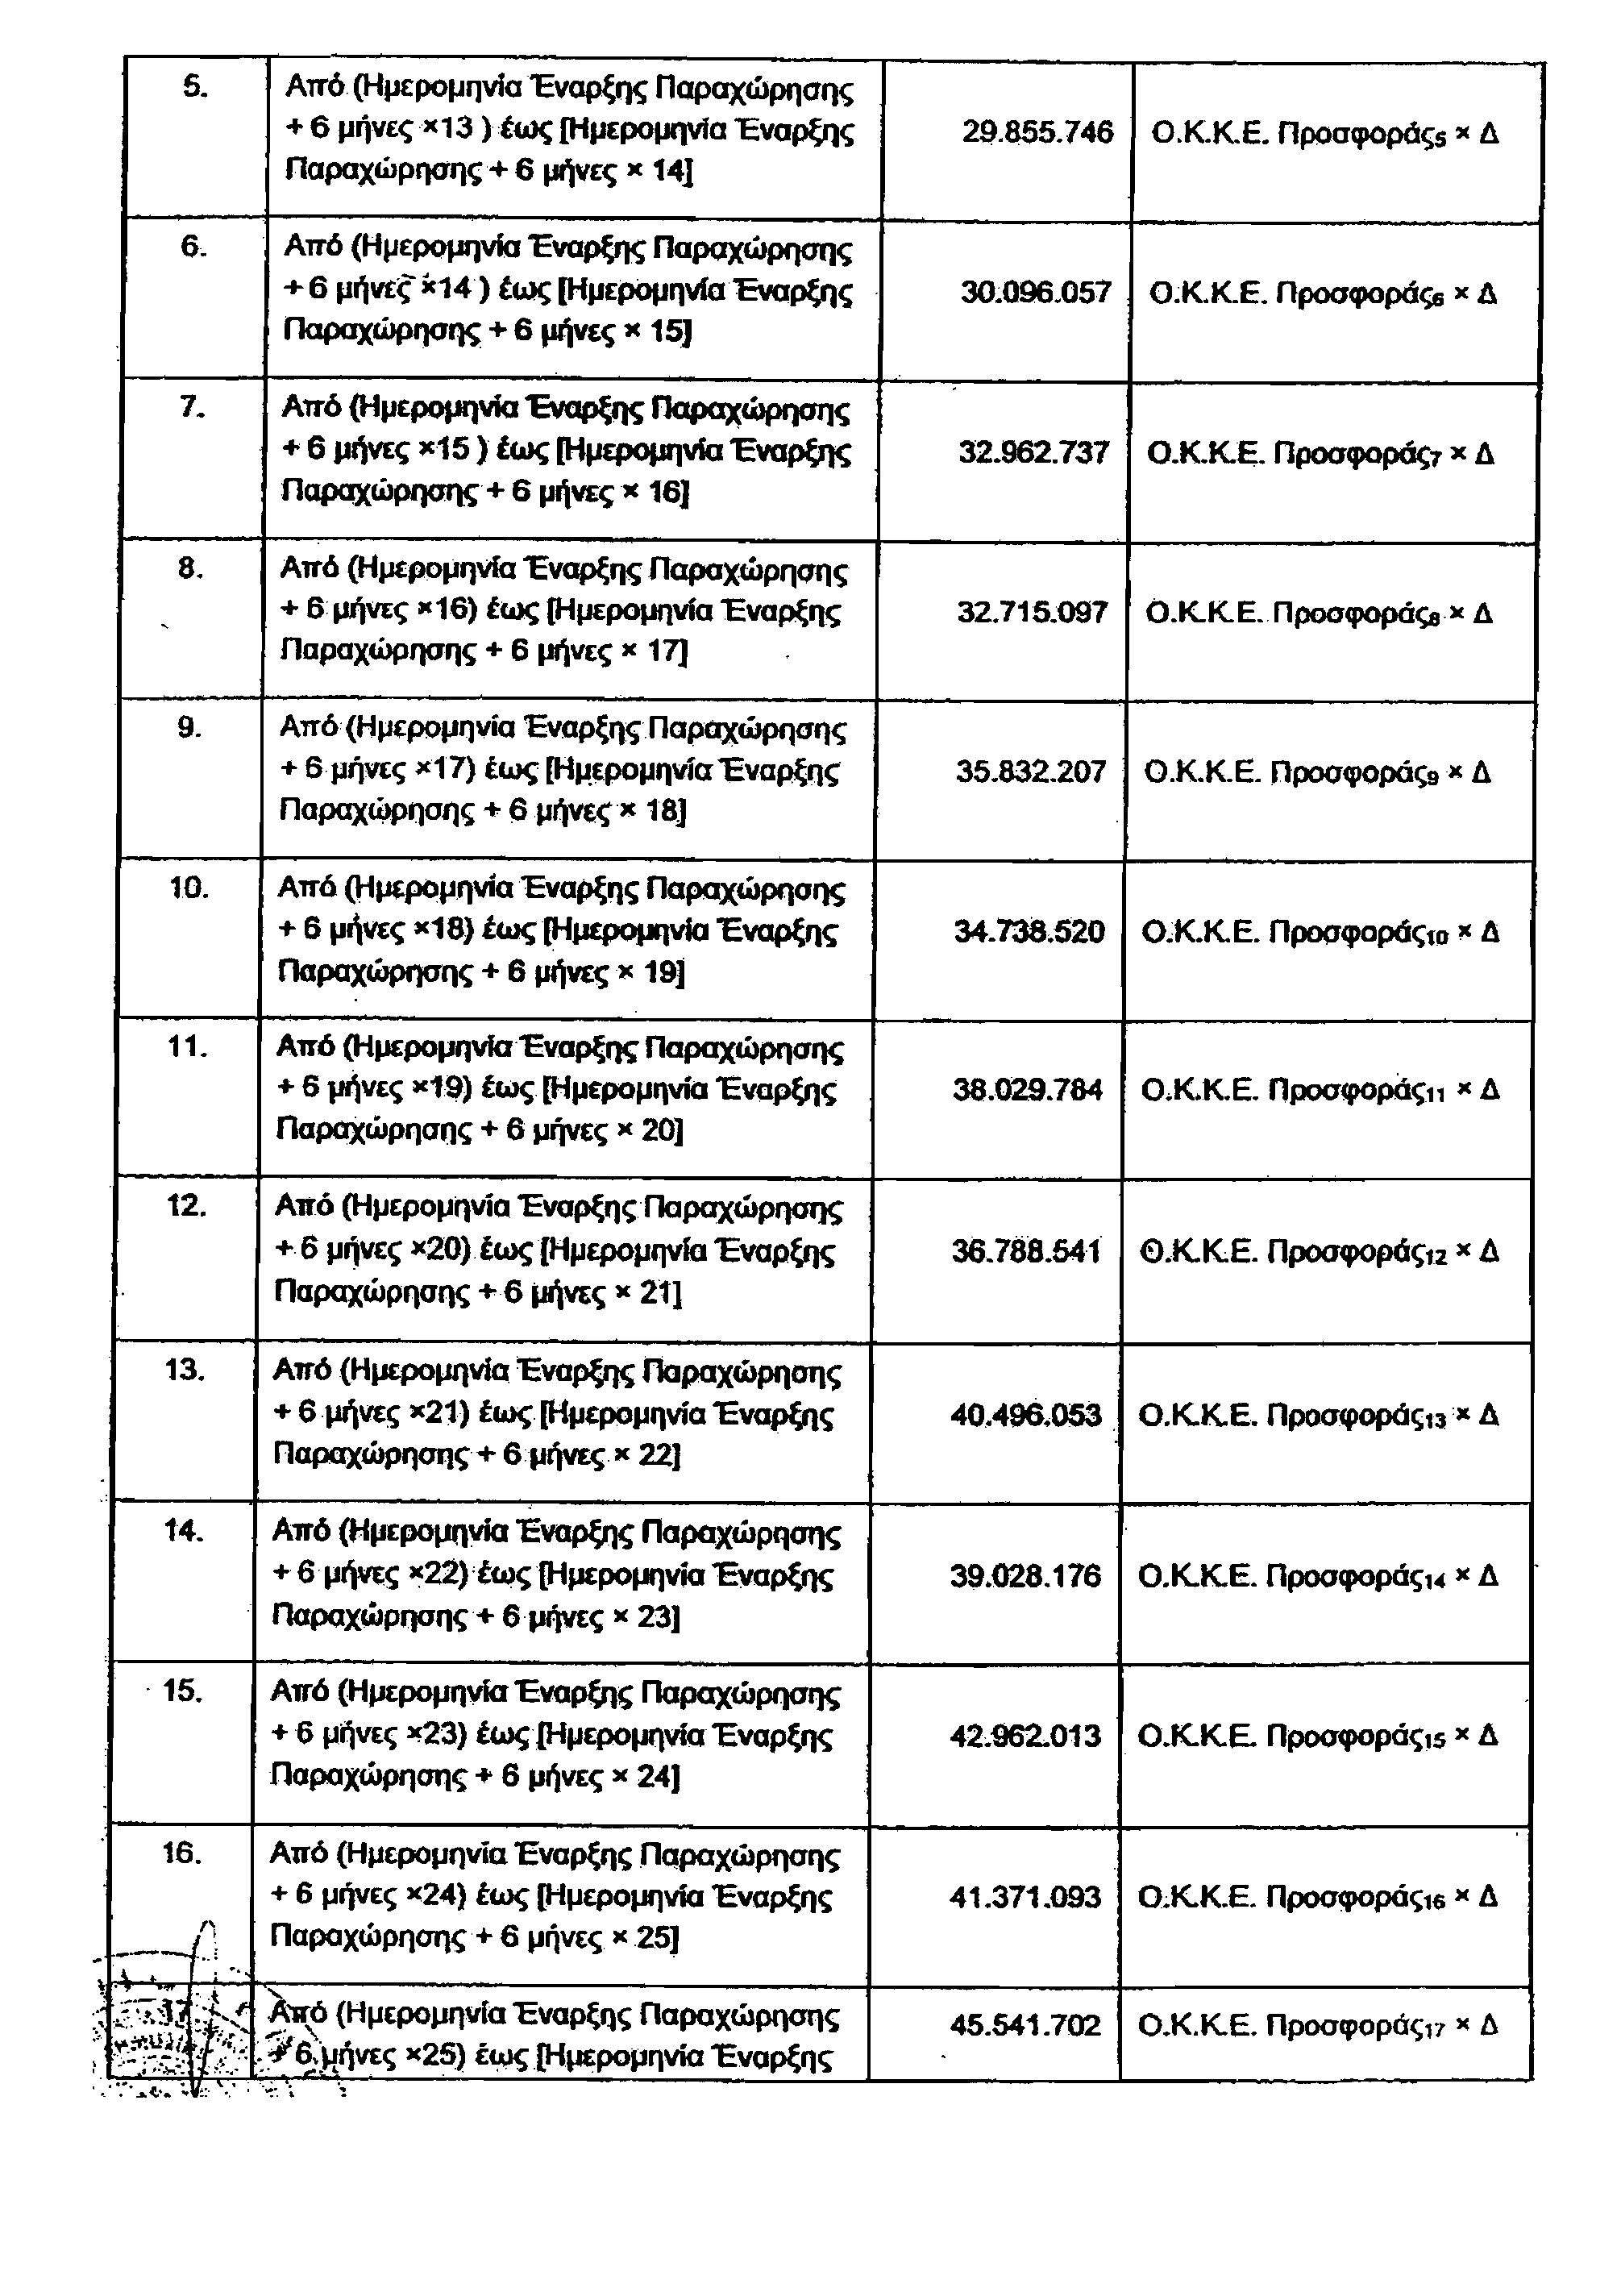 5. Από (Ημερομηνία Έναρξης Παραχώρησης
+ 6 μήνες ×13 ) έως [Ημερομηνία Έναρξης 29.855.746 Ο.Κ.Κ.Ε. Προσφοράς₅ × Δ
Παραχώρησης + 6 μήνες × 14]
6. Από (Ημερομηνία Έναρξης Παραχώρησης
+ 6 μήνες ×14 ) έως [Ημερομηνία Έναρξης 30.096.057 Ο.Κ.Κ.Ε. Προσφοράς₆ × Δ
Παραχώρησης + 6 μήνες × 15]
7. Από (Ημερομηνία Έναρξης Παραχώρησης
+ 6 μήνες ×15 ) έως [Ημερομηνία Έναρξης 32.962.737 Ο.Κ.Κ.Ε. Προσφοράς₇ × Δ
Παραχώρησης + 6 μήνες × 16]
8. Από (Ημερομηνία Έναρξης Παραχώρησης
+ 6 μήνες ×16) έως [Ημερομηνία Έναρξης 32.715.097 Ο.Κ.Κ.Ε. Προσφοράς₈ × Δ
Παραχώρησης + 6 μήνες × 17]
9. Από (Ημερομηνία Έναρξης Παραχώρησης
+ 6 μήνες ×17) έως [Ημερομηνία Έναρξης 35.832.207 Ο.Κ.Κ.Ε. Προσφοράς₉ × Δ
Παραχώρησης + 6 μήνες × 18]
10. Από (Ημερομηνία Έναρξης Παραχώρησης
+ 6 μήνες ×18) έως [Ημερομηνία Έναρξης 34.738.520 Ο.Κ.Κ.Ε. Προσφοράς₁₀ × Δ
Παραχώρησης + 6 μήνες × 19]
11. Από (Ημερομηνία Έναρξης Παραχώρησης
+ 6 μήνες ×19) έως [Ημερομηνία Έναρξης 38.029.784 Ο.Κ.Κ.Ε. Προσφοράς₁₁ × Δ
Παραχώρησης + 6 μήνες × 20]
12. Από (Ημερομηνία Έναρξης Παραχώρησης
+ 6 μήνες ×20) έως [Ημερομηνία Έναρξης 36.788.541 Ο.Κ.Κ.Ε. Προσφοράς₁₂ × Δ
Παραχώρησης + 6 μήνες × 21]
13. Από (Ημερομηνία Έναρξης Παραχώρησης
+ 6 μήνες ×21) έως [Ημερομηνία Έναρξης 40.496.053 Ο.Κ.Κ.Ε. Προσφοράς₁₃ × Δ
Παραχώρησης + 6 μήνες × 22]
14. Από (Ημερομηνία Έναρξης Παραχώρησης
+ 6 μήνες ×22) έως [Ημερομηνία Έναρξης 39.028.176 Ο.Κ.Κ.Ε. Προσφοράς₁₄ × Δ
Παραχώρησης + 6 μήνες × 23]
15. Από (Ημερομηνία Έναρξης Παραχώρησης
+ 6 μήνες ×23) έως [Ημερομηνία Έναρξης 42.962.013 Ο.Κ.Κ.Ε. Προσφοράς₁₅ × Δ
Παραχώρησης + 6 μήνες × 24]
16. Από (Ημερομηνία Έναρξης Παραχώρησης
+ 6 μήνες ×24) έως [Ημερομηνία Έναρξης 41.371.093 Ο.Κ.Κ.Ε. Προσφοράς₁₆ × Δ
Παραχώρησης + 6 μήνες × 25]
17. Από (Ημερομηνία Έναρξης Παραχώρησης 45.541.702 Ο.Κ.Κ.Ε. Προσφοράς₁₇ × Δ
+ 6 μήνες ×25) έως [Ημερομηνία Έναρξης